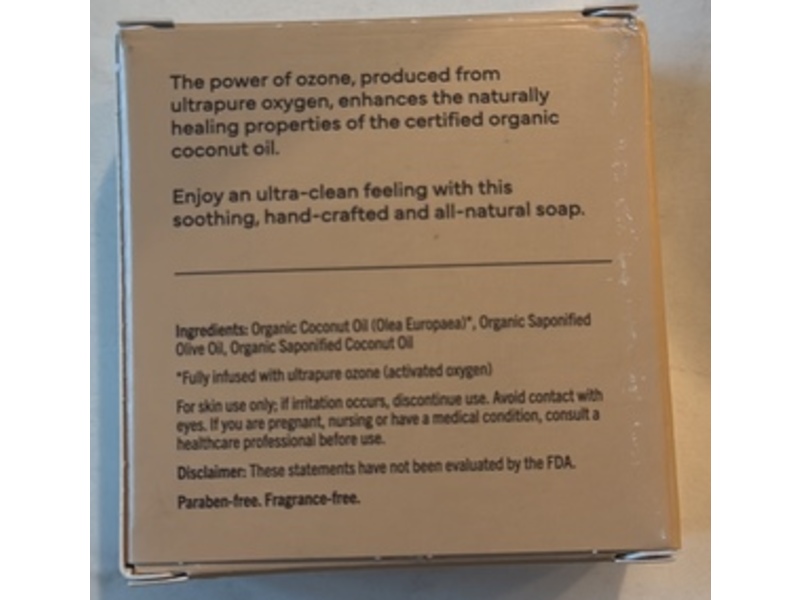 The power of ozone, produced from
ultrapure oxygen, enhances the naturally
healing properties of the certified organic
coconut oil.
Enjoy an ultra-clean feeling with this
soothing, hand-crafted and all-natural soap.
Ingredients: Organic Coconut Oil (Olea Europaea)*, Organic Saponified
Olive Oil, Organic Saponified Coconut Oil
*Fully infused with ultrapure ozone (activated oxygen)
For skin use only; if irritation occurs, discontinue use. Avoid contact with
eyes. If you are pregnant, nursing or have a medical condition, consult a
healthcare professional before use.
Disclaimer: These statements have not been evaluated by the FDA.
Paraben-free. Fragrance-free.